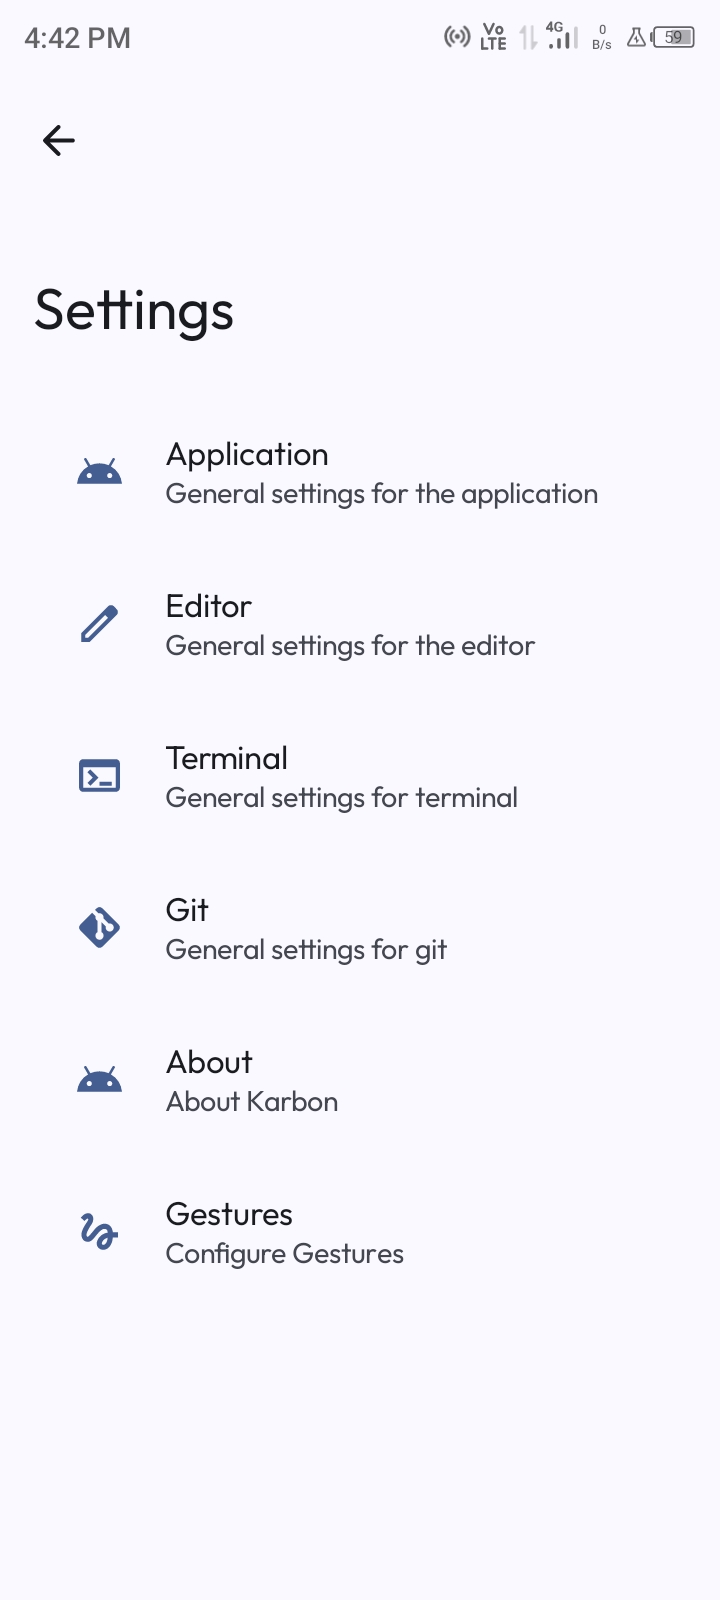 4:42 PM
Vo LTE 4G 0 B/s 59
Settings
Application
General settings for the application
Editor
General settings for the editor
Terminal
General settings for terminal
Git
General settings for git
About
About Karbon
Gestures
Configure Gestures